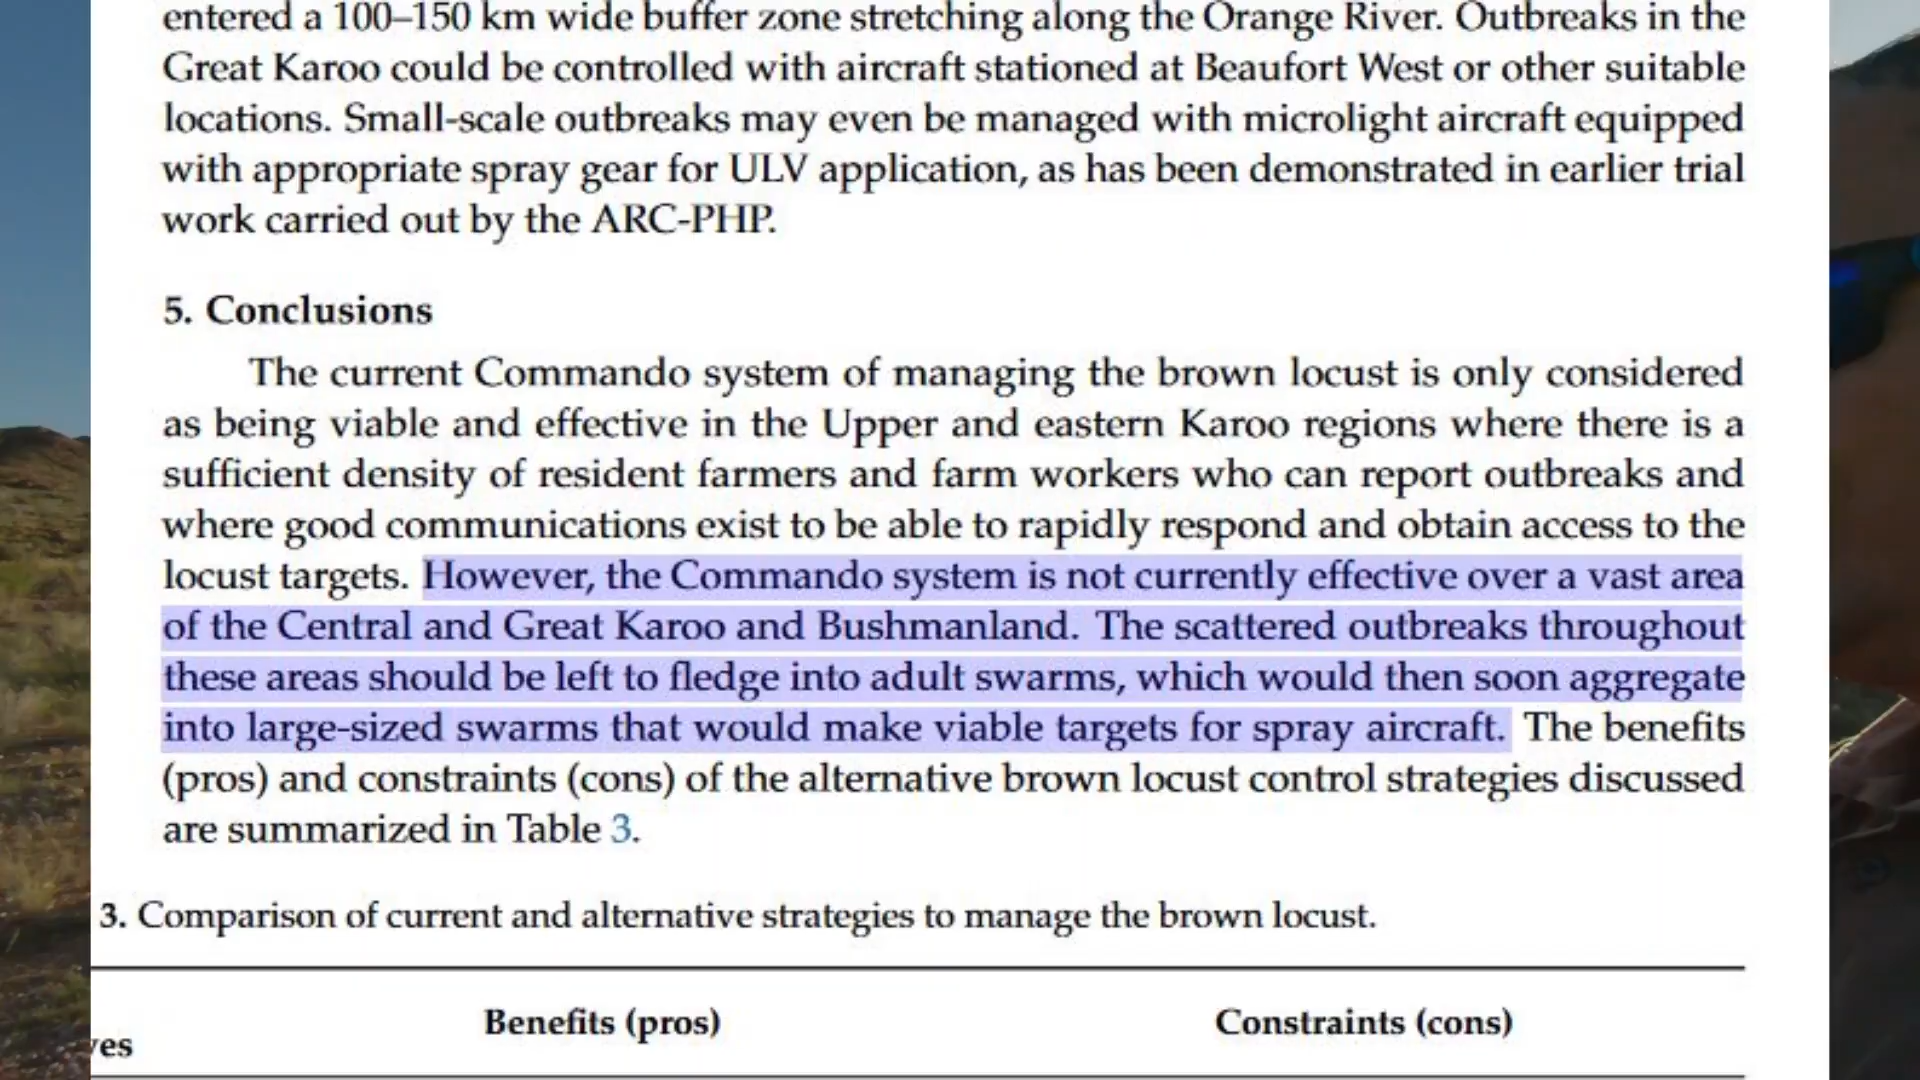 entered a 100–150 km wide buffer zone stretching along the Orange River. Outbreaks in the
Great Karoo could be controlled with aircraft stationed at Beaufort West or other suitable
locations. Small-scale outbreaks may even be managed with microlight aircraft equipped
with appropriate spray gear for ULV application, as has been demonstrated in earlier trial
work carried out by the ARC-PHP.
5. Conclusions
The current Commando system of managing the brown locust is only considered
as being viable and effective in the Upper and eastern Karoo regions where there is a
sufficient density of resident farmers and farm workers who can report outbreaks and
where good communications exist to be able to rapidly respond and obtain access to the
locust targets. However, the Commando system is not currently effective over a vast area
of the Central and Great Karoo and Bushmanland. The scattered outbreaks throughout
these areas should be left to fledge into adult swarms, which would then soon aggregate
into large-sized swarms that would make viable targets for spray aircraft. The benefits
(pros) and constraints (cons) of the alternative brown locust control strategies discussed
are summarized in Table 3.
3. Comparison of current and alternative strategies to manage the brown locust.
Benefits (pros) Constraints (cons)